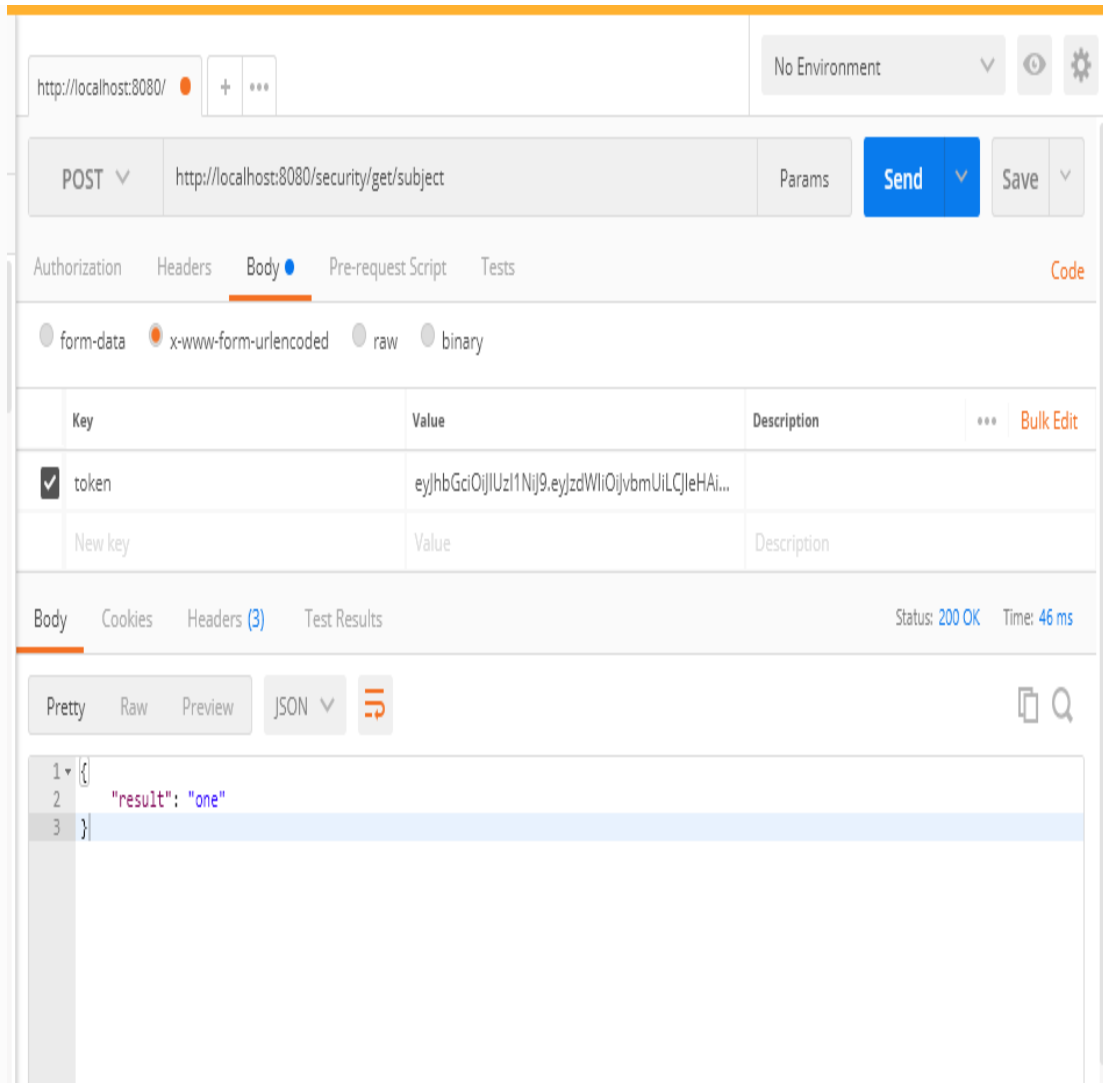 http://localhost:8080/ + ••• No Environment
POST http://localhost:8080/security/get/subject Params Send Save
Authorization Headers Body Pre-request Script Tests Code
form-data x-www-form-urlencoded raw binary
Key Value Description ••• Bulk Edit
token eyJhbGciOiJIUzI1NiJ9.eyJzdWIiOiJvbmUiLCJleHAi...
New key Value Description
Body Cookies Headers (3) Test Results Status: 200 OK Time: 46 ms
Pretty Raw Preview JSON
1 {
2 "result": "one"
3 }